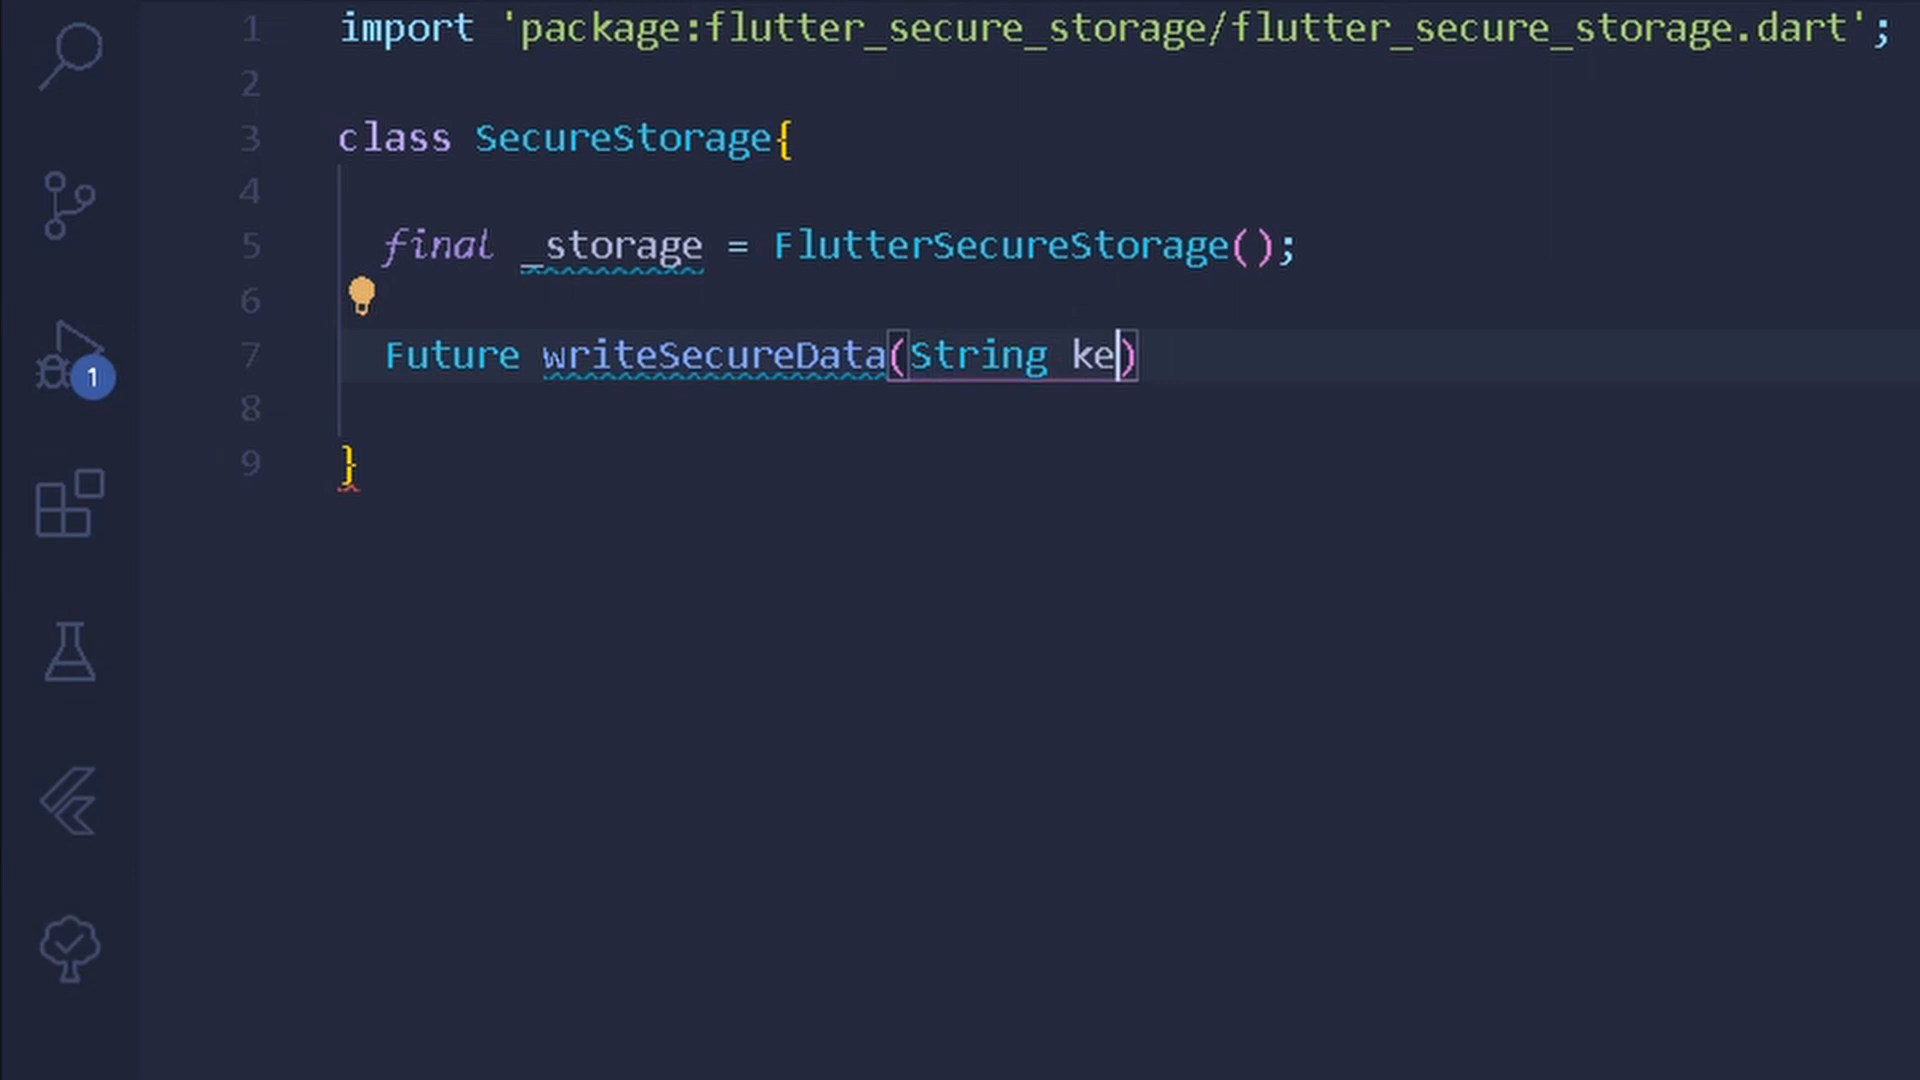 1 import 'package:flutter_secure_storage/flutter_secure_storage.dart';
2
3 class SecureStorage{
4
5 final _storage = FlutterSecureStorage();
6
7 Future writeSecureData(String ke)
8
9 }
1